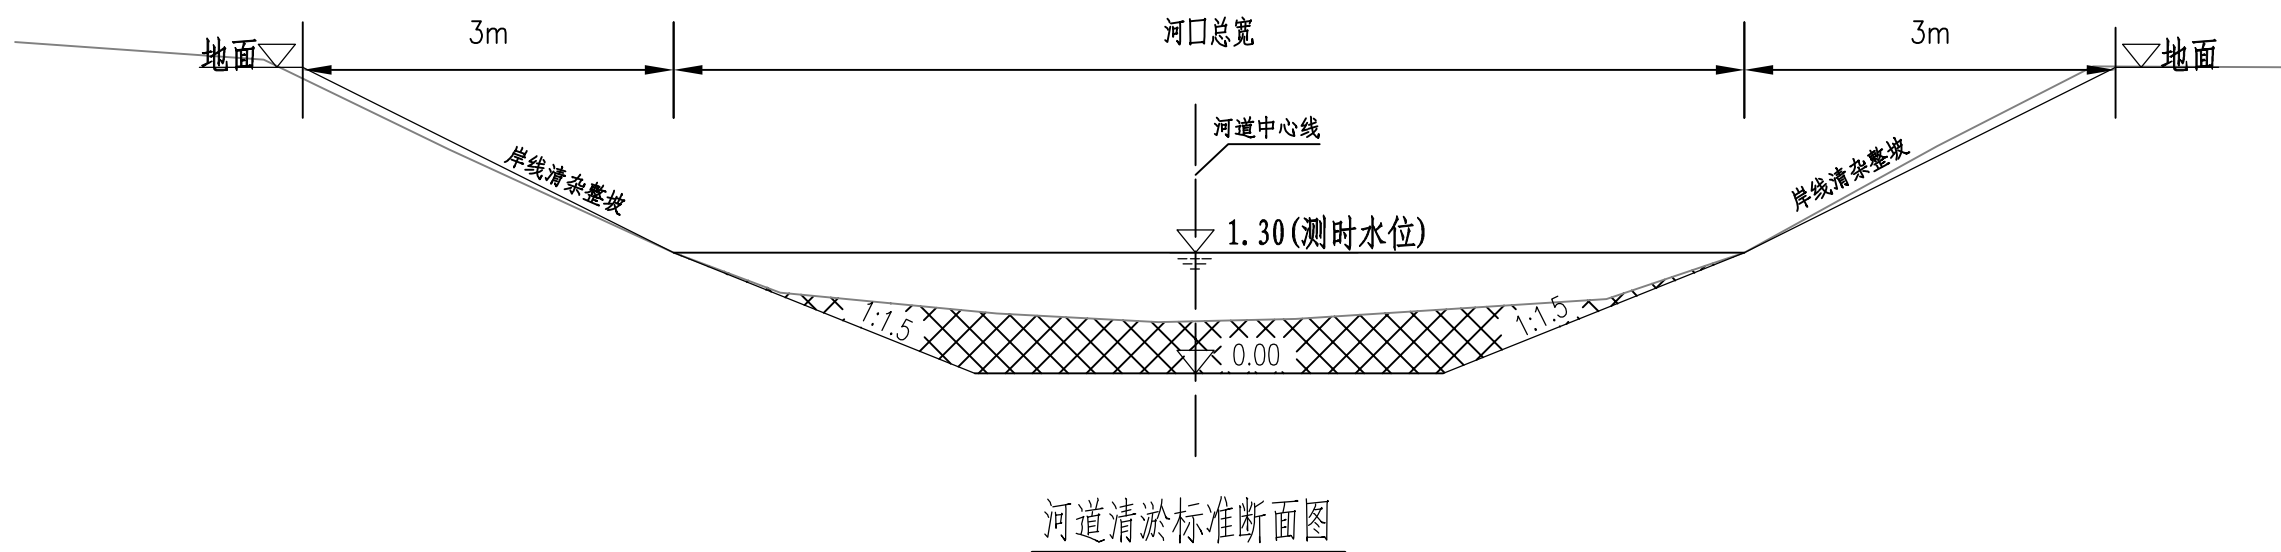 3m
河口总宽
3m
地面
地面
河道中心线
岸线清杂整坡
岸线清杂整坡
1.30(测时水位)
1:1.5
1:1.5
0.00
河道清淤标准断面图